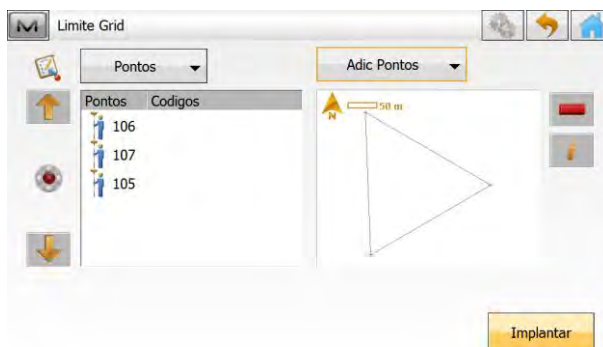 Limite Grid
Pontos
Adic Pontos
Pontos Codigos
106
107
105
N
50 m
Implantar